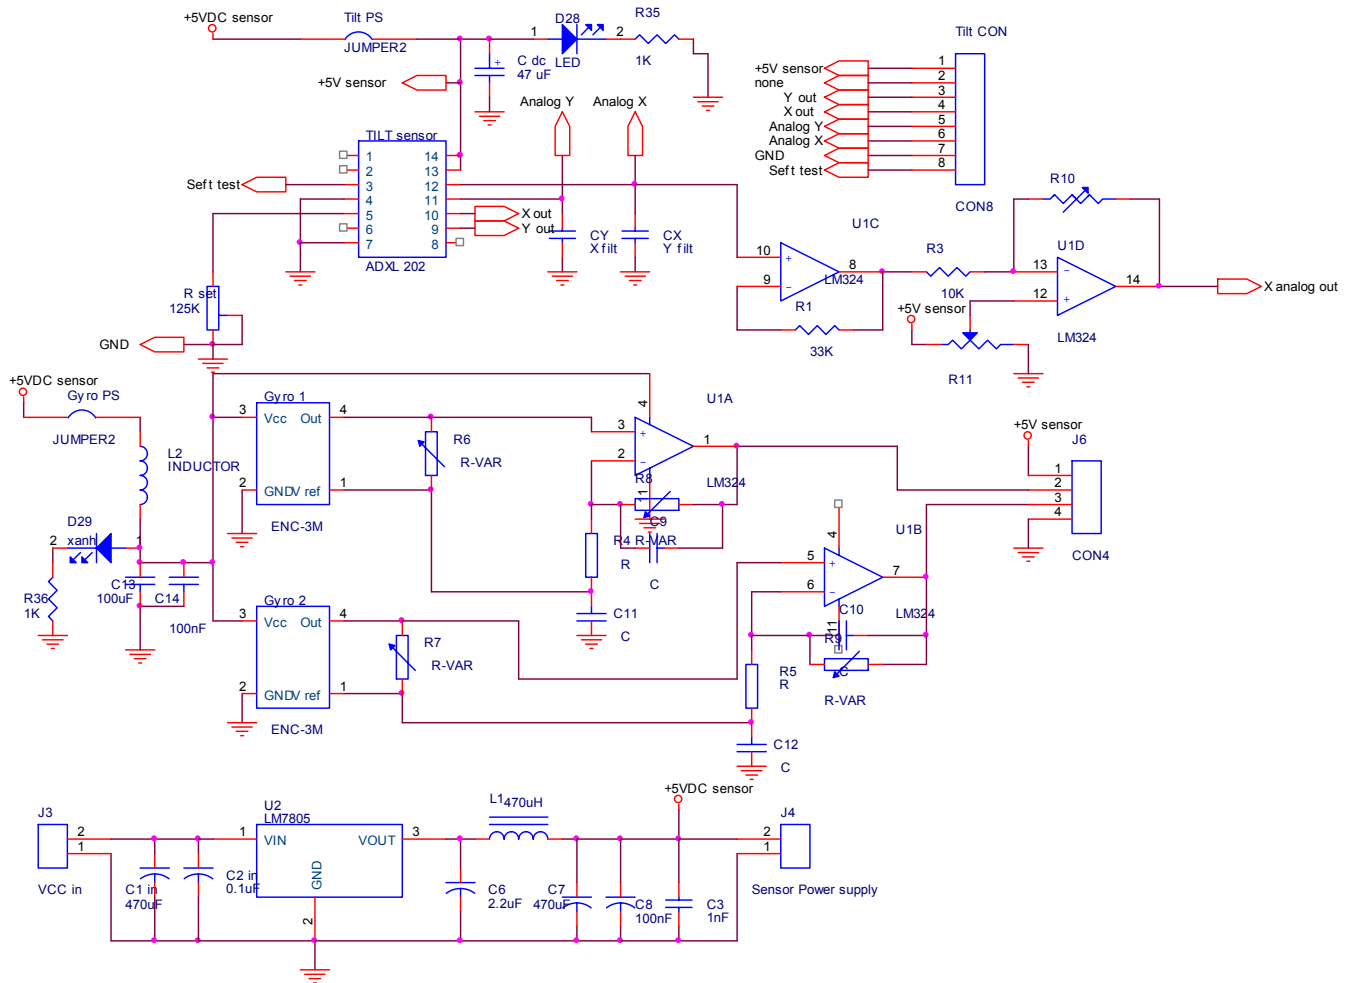 +5VDC sensor
Tilt PS
JUMPER2
D28
1
2
LED
R35
1K
C dc
47 uF
+
+5V sensor
Analog Y
Analog X
Tilt CON
+5V sensor
none
Y out
X out
Analog Y
Analog X
GND
Seft test
1
2
3
4
5
6
7
8
CON8
TILT sensor
1
2
3
4
5
6
7
14
13
12
11
10
9
8
ADXL 202
Seft test
X out
Y out
CY
X filt
CX
Y filt
R set
125K
GND
U1C
10
9
8
+
-
LM324
R1
33K
R3
10K
R10
U1D
13
12
14
-
+
LM324
X analog out
+5V sensor
R11
+5VDC sensor
Gyro PS
JUMPER2
L2
INDUCTOR
D29
xanh
2
1
R36
1K
C13
100uF
C14
100nF
Gyro 1
3
Vcc
Out
4
2
GND
V ref
1
ENC-3M
R6
R-VAR
U1A
4
3
2
+
-
1
11
LM324
R8
R-VAR
C9
C
R4
R
C11
C
Gyro 2
3
Vcc
Out
4
2
GND
V ref
1
ENC-3M
R7
R-VAR
U1B
4
5
6
+
-
7
11
LM324
C10
C
R9
R-VAR
R5
R
C12
C
+5V sensor
J6
1
2
3
4
CON4
J3
2
1
VCC in
C1 in
470uF
C2 in
0.1uF
U2
LM7805
1
VIN
VOUT
3
GND
2
L1
470uH
C6
2.2uF
C7
470uF
C8
100nF
C3
1nF
+5VDC sensor
J4
2
1
Sensor Power supply